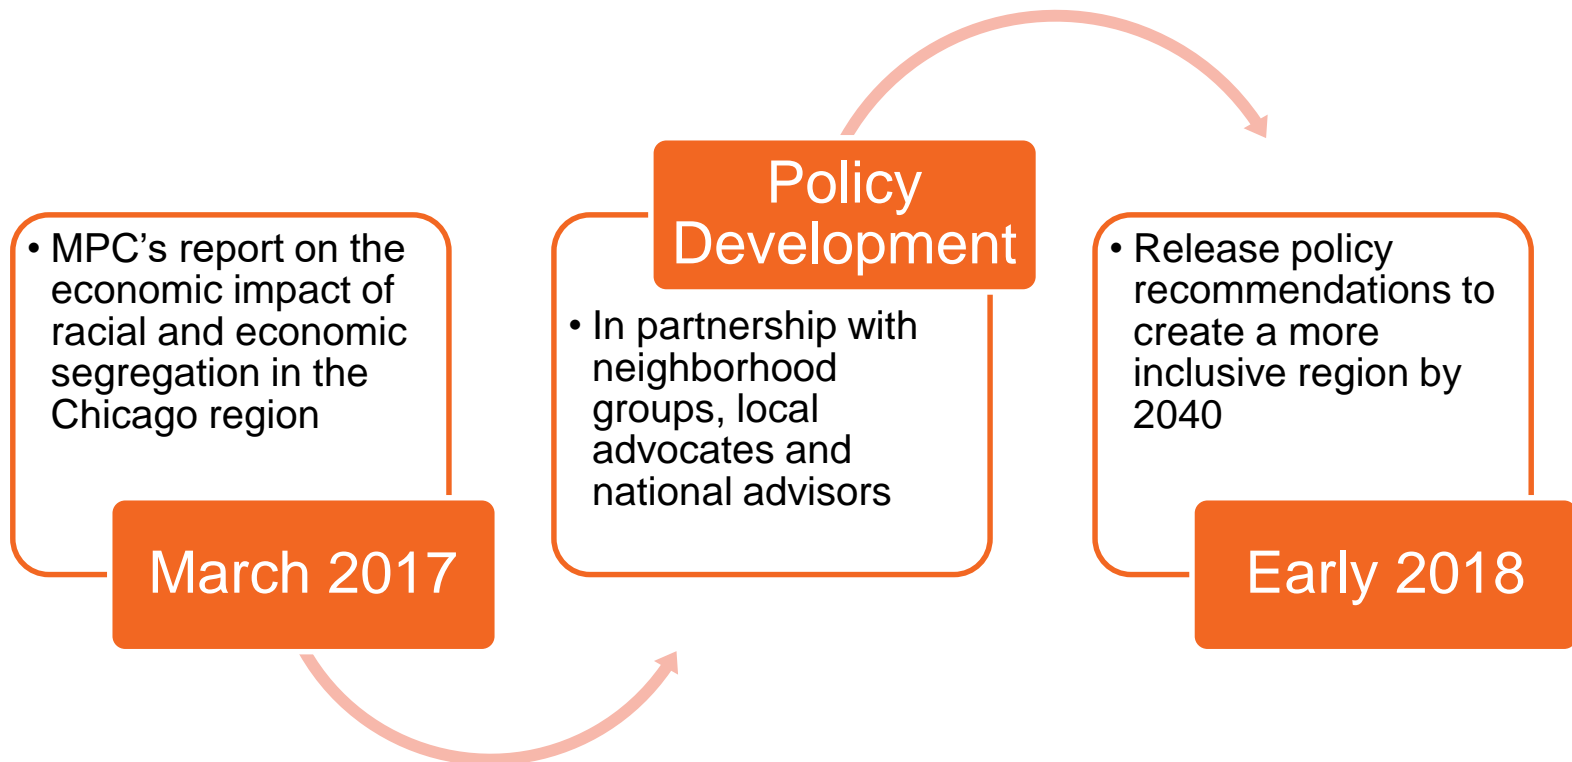 • MPC’s report on the
economic impact of
racial and economic
segregation in the
Chicago region
March 2017
Policy
Development
• In partnership with
neighborhood
groups, local
advocates and
national advisors
• Release policy
recommendations to
create a more
inclusive region by
2040
Early 2018